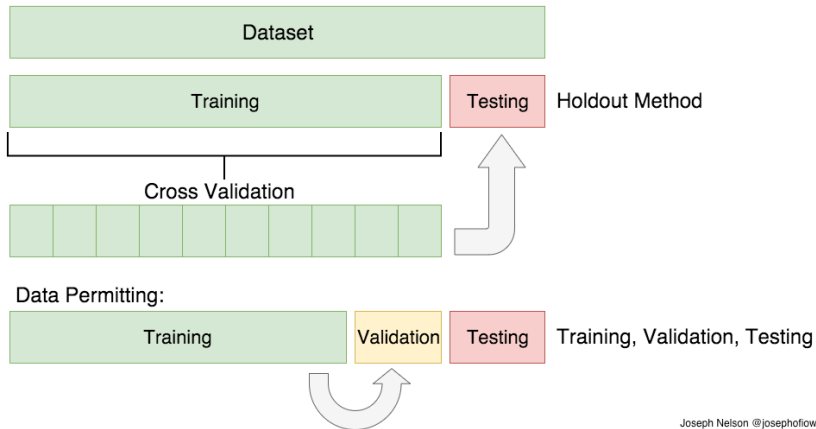 Dataset
Training
Testing
Holdout Method
Cross Validation
Data Permitting:
Training
Validation
Testing
Training, Validation, Testing
Joseph Nelson @josephofiow